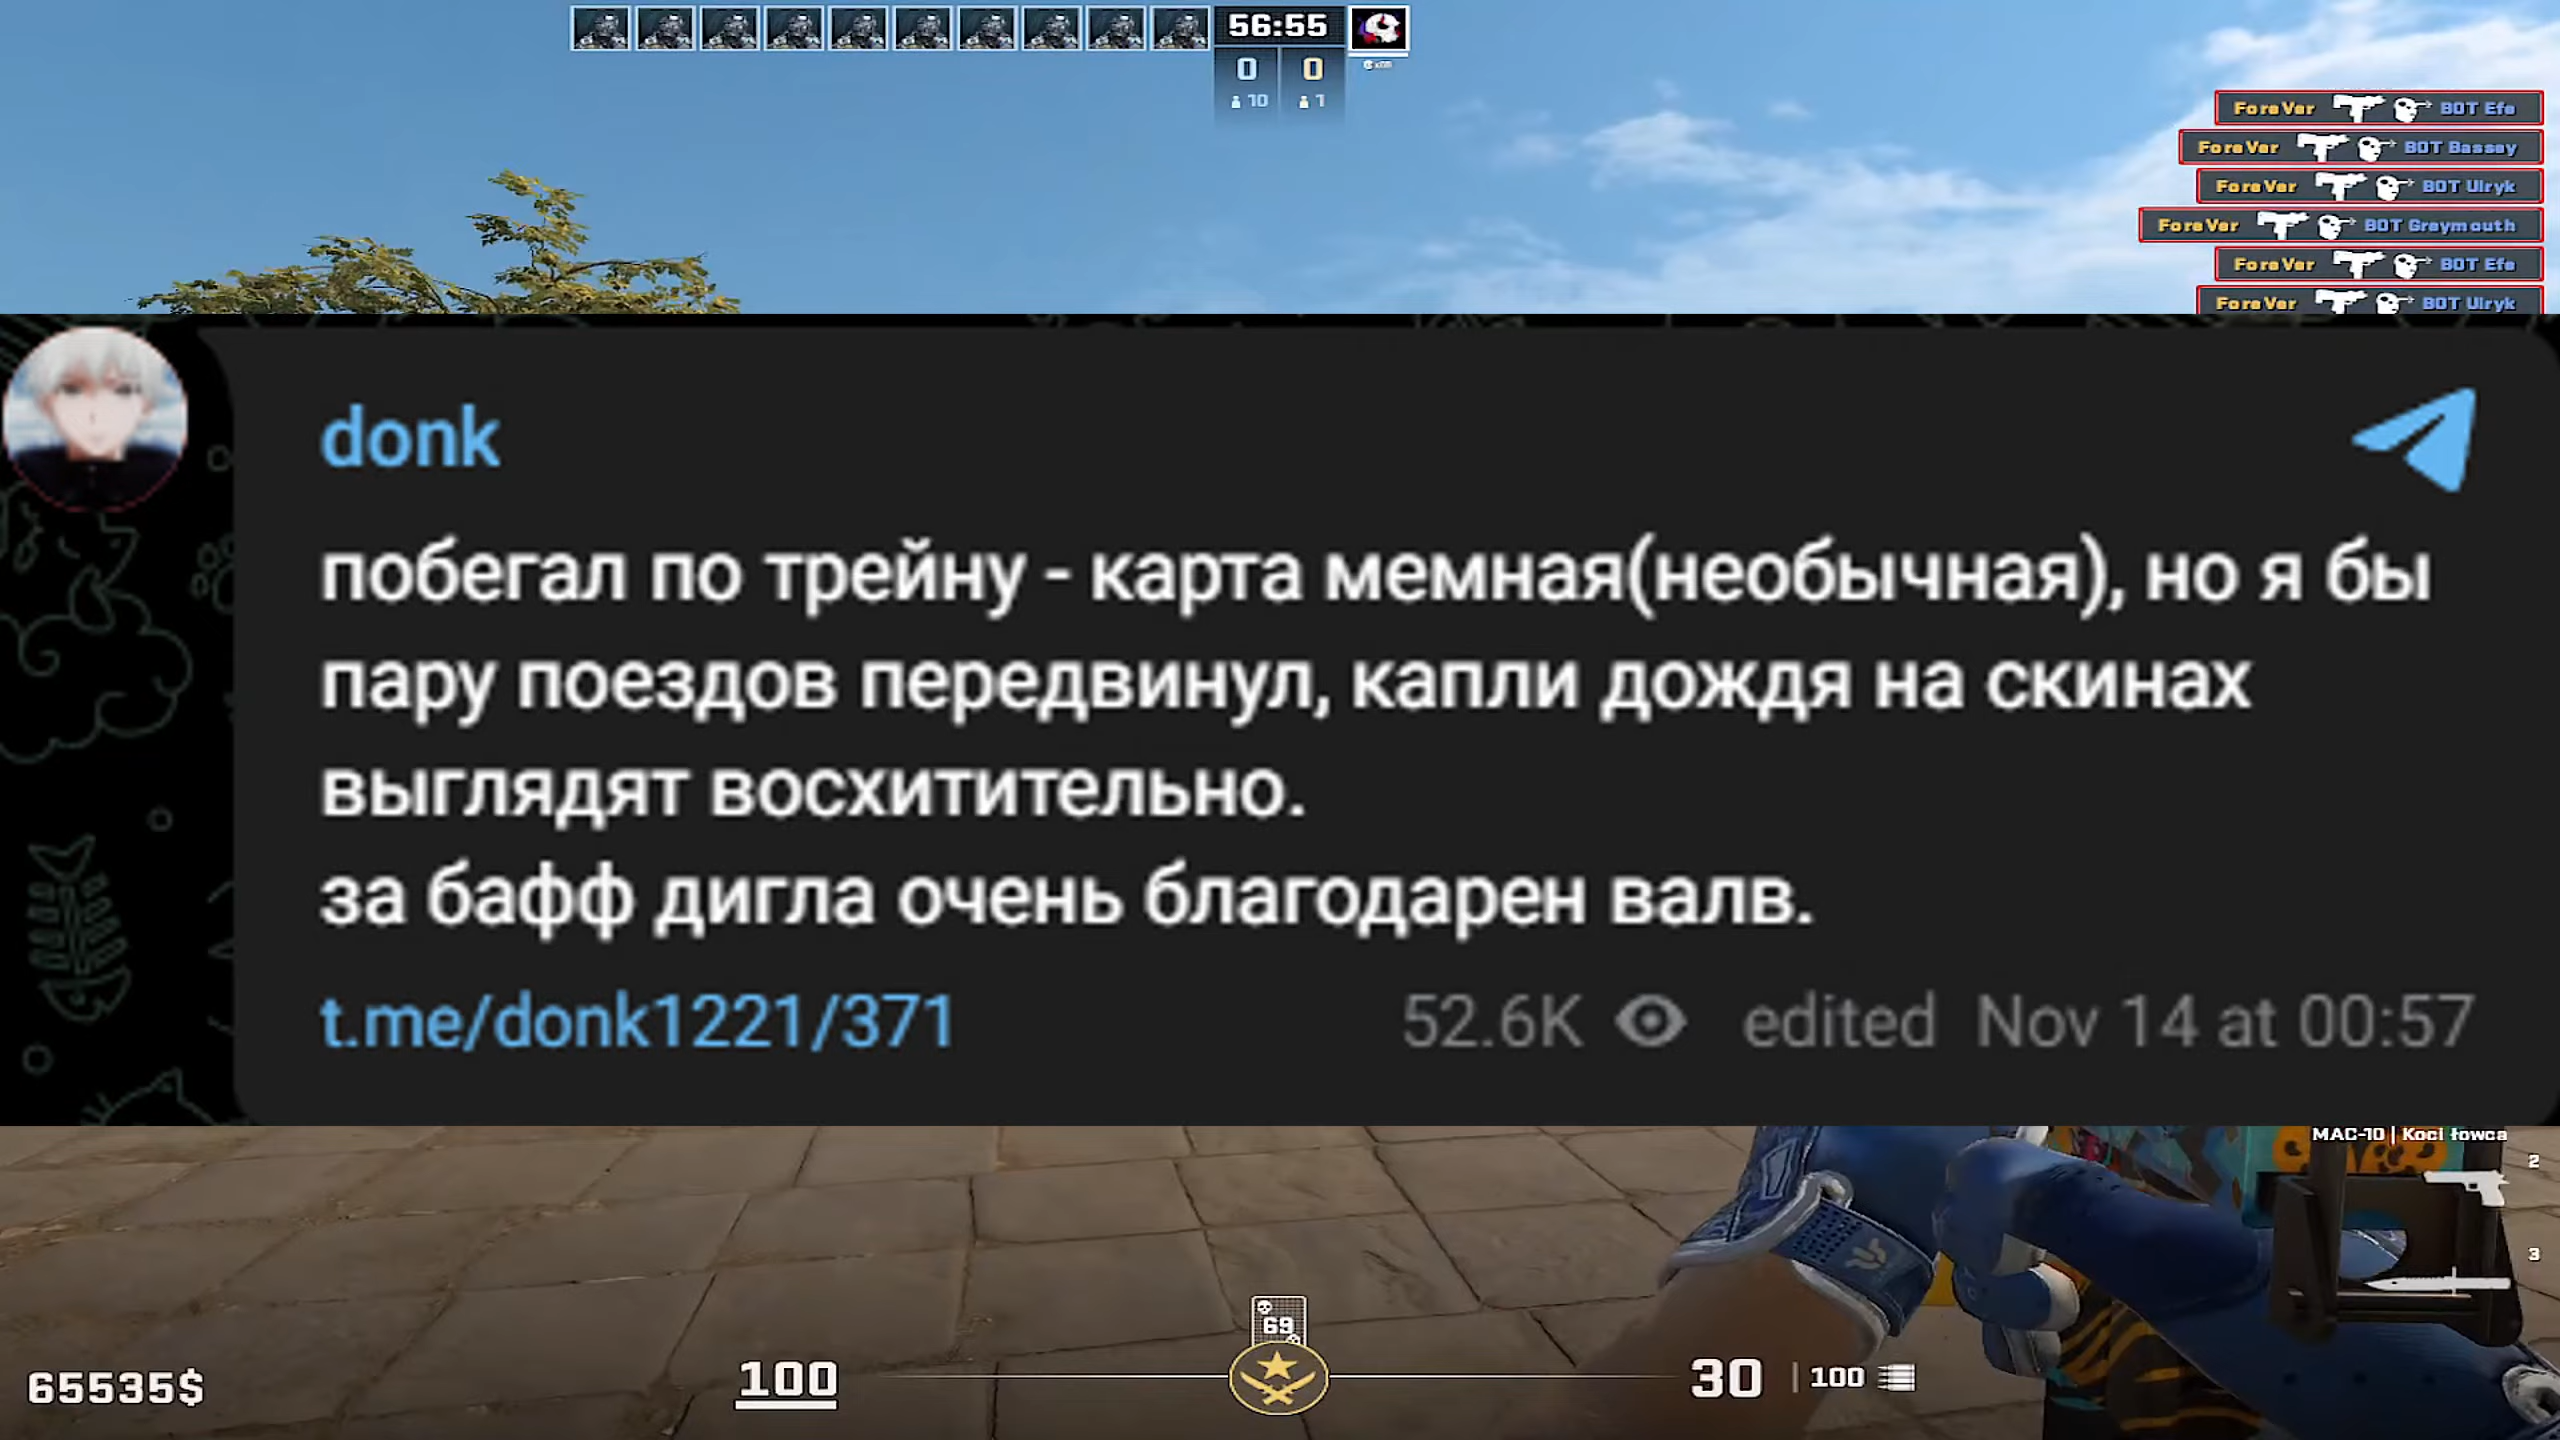 56:55
0 0
10 1
ForeVer BOT Efe
ForeVer BOT Bassey
ForeVer BOT Ulryk
ForeVer BOT Greymouth
ForeVer BOT Efe
ForeVer BOT Ulryk
donk
побегал по трейну - карта мемная(необычная), но я бы
пару поездов передвинул, капли дождя на скинах
выглядят восхитительно.
за бафф дигла очень благодарен валв.
t.me/donk1221/371 52.6K edited Nov 14 at 00:57
MAC-10 | Koci łowca
2
3
69
65535$ 100 30 | 100